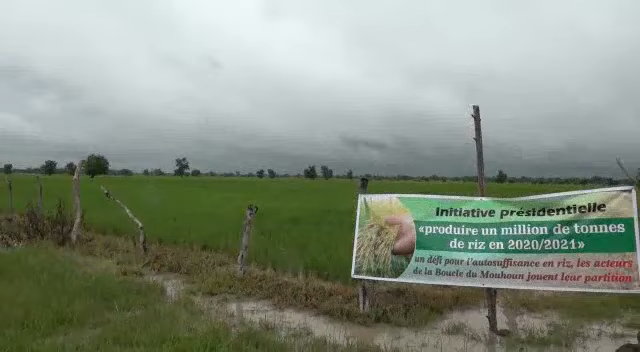 Initiative présidentielle
«produire un million de tonnes
de riz en 2020/2021»
un défi pour l'autosuffisance en riz, les acteurs
de la Boucle du Mouhoun jouent leur partition